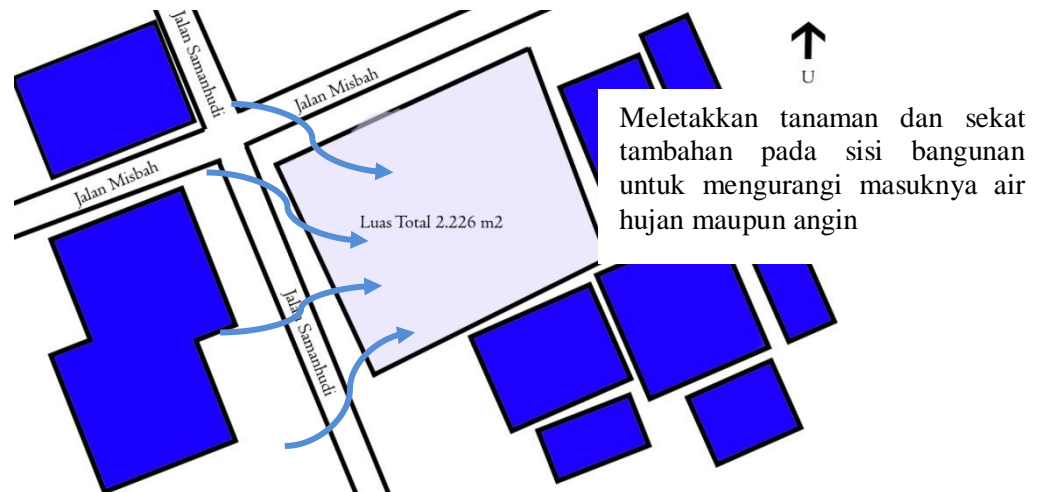 Jalan Samanhudi
Jalan Misbah
U
Meletakkan tanaman dan sekat
tambahan pada sisi bangunan
untuk mengurangi masuknya air
hujan maupun angin
Jalan Misbah
Luas Total 2.226 m2
Jalan Samanhudi